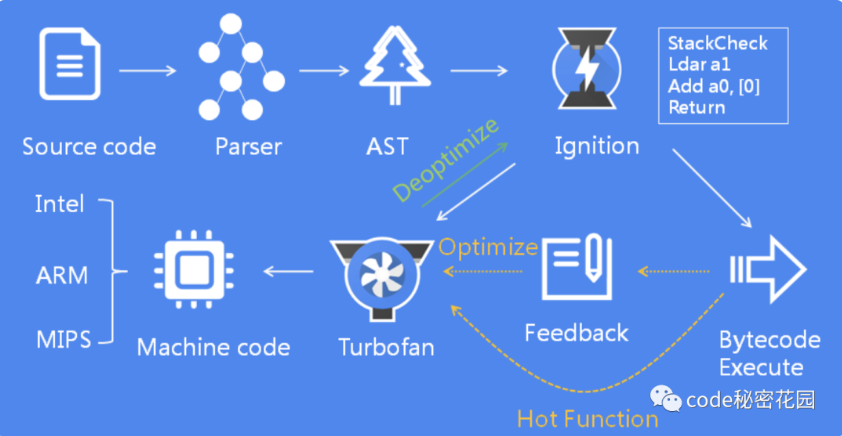 StackCheck
Ldar a1
Add a0, [0]
Return
Source code
Parser
AST
Ignition
Deoptimize
Intel
ARM
MIPS
Machine code
Turbofan
Optimize
Feedback
Bytecode
Execute
Hot Function
code秘密花园